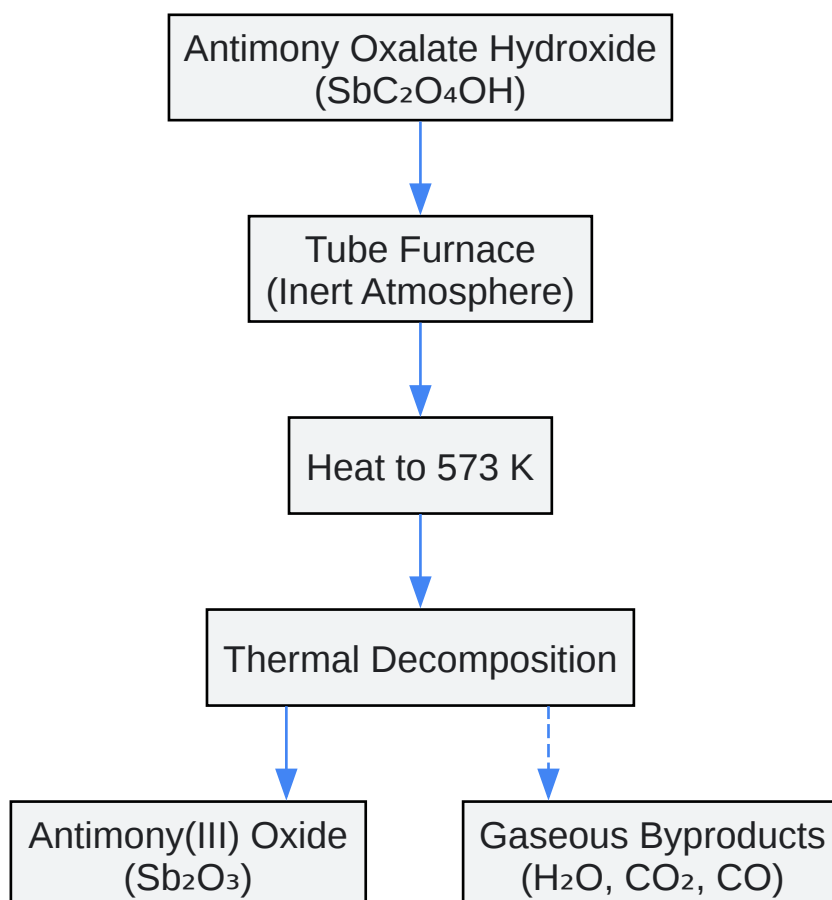 Antimony Oxalate Hydroxide
(SbC₂O₄OH)
Tube Furnace
(Inert Atmosphere)
Heat to 573 K
Thermal Decomposition
Antimony(III) Oxide
(Sb₂O₃)
Gaseous Byproducts
(H₂O, CO₂, CO)